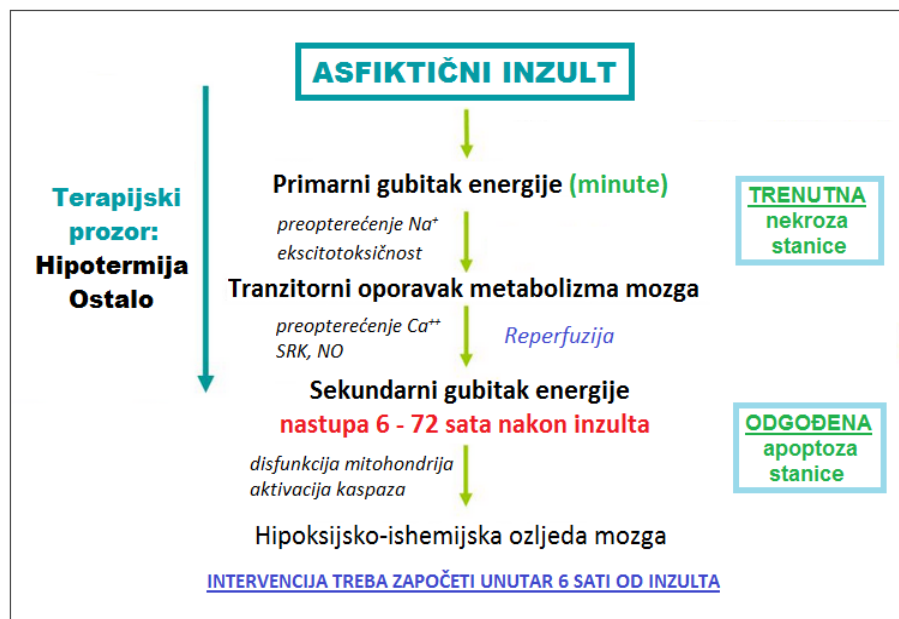 ASFIKTIČNI INZULT
Primarni gubitak energije (minute)
preopterećenje Na⁺
ekscitotoksičnost
Tranzitorni oporavak metabolizma mozga
preopterećenje Ca⁺⁺
SRK, NO
Reperfuzija
Sekundarni gubitak energije
nastupa 6 - 72 sata nakon inzulta
disfunkcija mitohondrija
aktivacija kaspaza
Hipoksijsko-ishemijska ozljeda mozga
INTERVENCIJA TREBA ZAPOČETI UNUTAR 6 SATI OD INZULTA
Terapijski
prozor:
Hipotermija
Ostalo
TRENUTNA
nekroza
stanice
ODGOĐENA
apoptoza
stanice